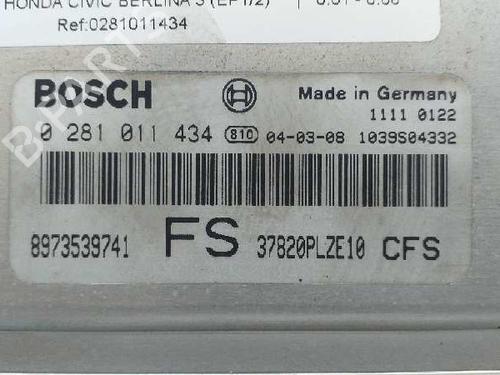 HONDA CIVIC BERLINA 3 (EP1/2)
Ref:0281011434
BOSCH
Made in Germany
1111 0122
0 281 011 434 810 04-03-08 1039S04332
8973539741 FS 37820PLZE10 CFS